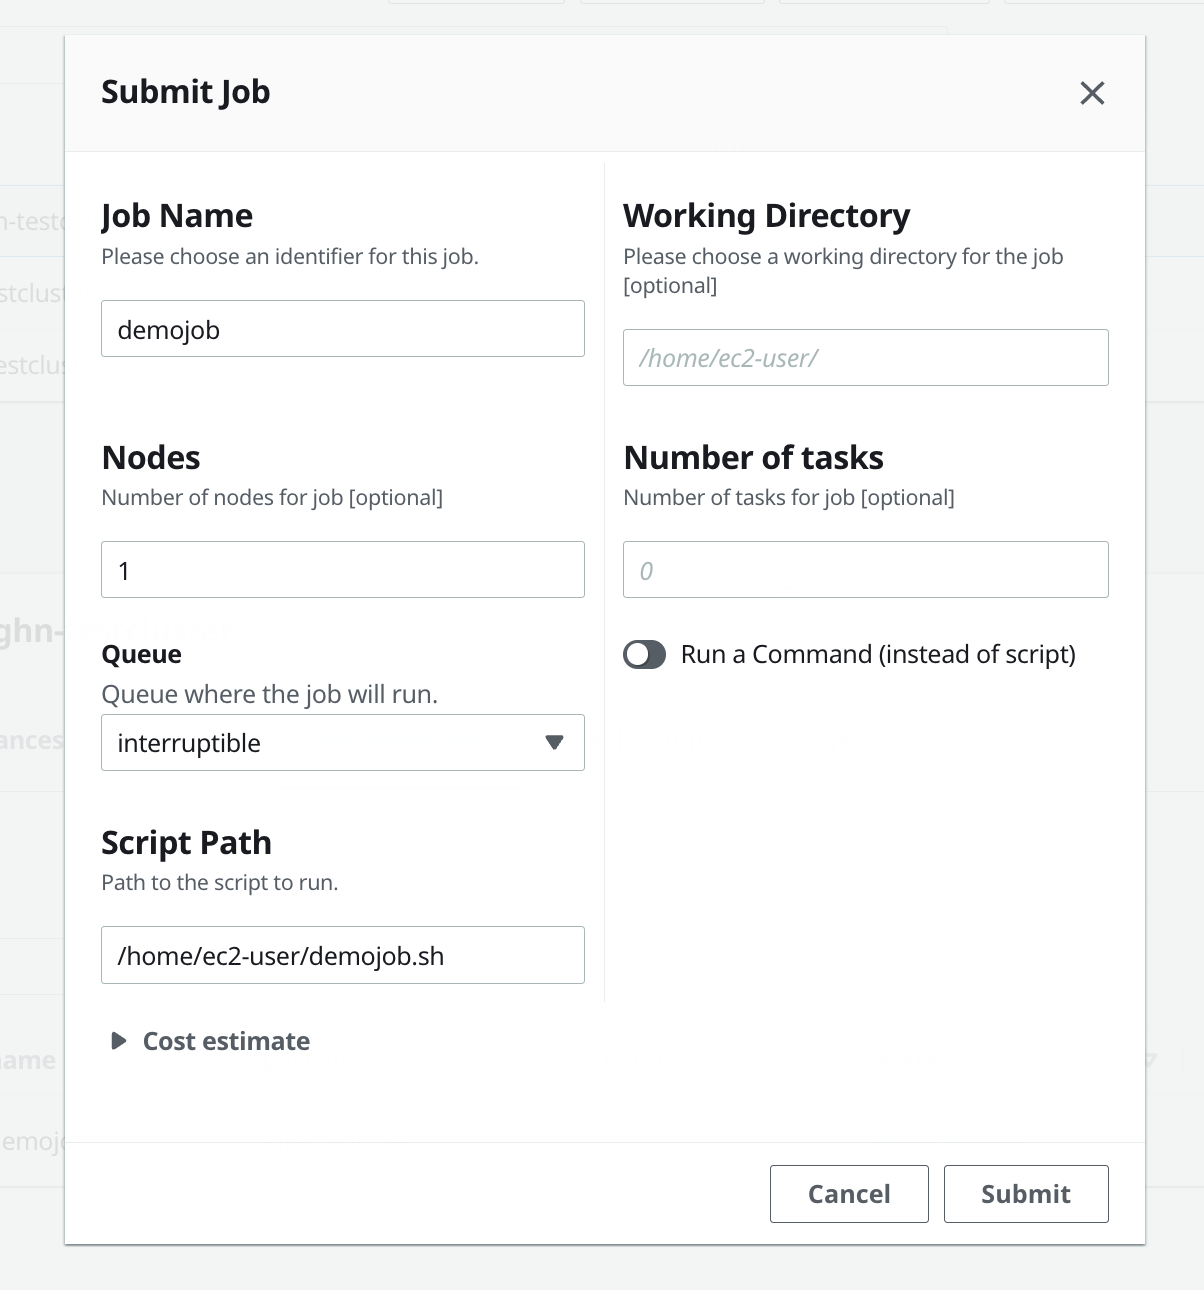 Submit Job
Job Name
Please choose an identifier for this job.
demojob
Working Directory
Please choose a working directory for the job
[optional]
/home/ec2-user/
Nodes
Number of nodes for job [optional]
1
Number of tasks
Number of tasks for job [optional]
0
Queue
Queue where the job will run.
interruptible
Run a Command (instead of script)
Script Path
Path to the script to run.
/home/ec2-user/demojob.sh
Cost estimate
Cancel
Submit